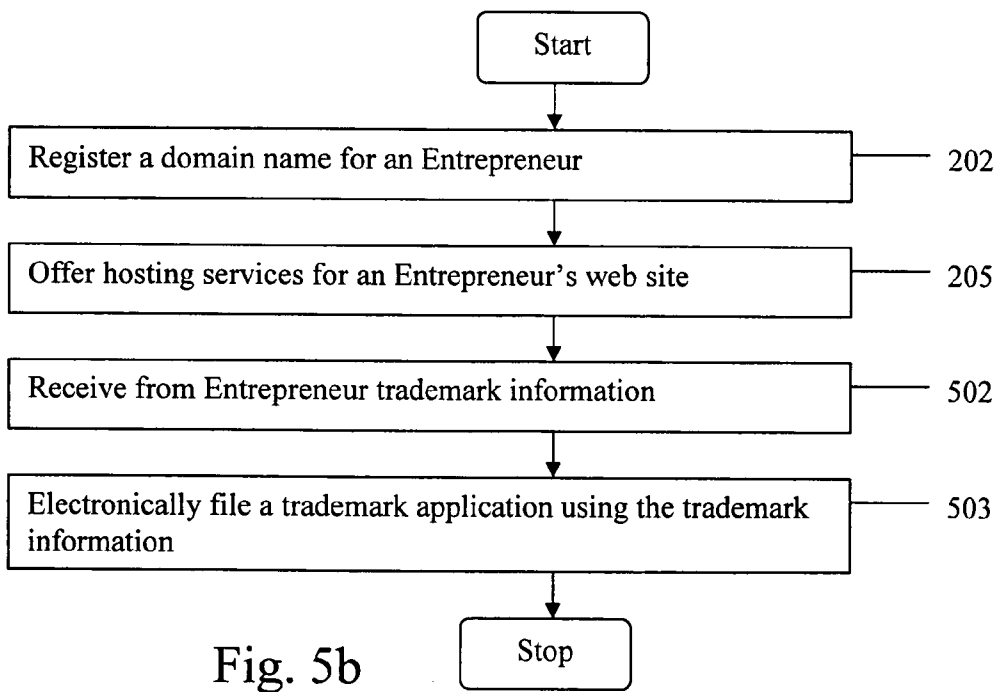 Start
Register a domain name for an Entrepreneur
202
Offer hosting services for an Entrepreneur's web site
205
Receive from Entrepreneur trademark information
502
Electronically file a trademark application using the trademark
information
503
Stop
Fig. 5b